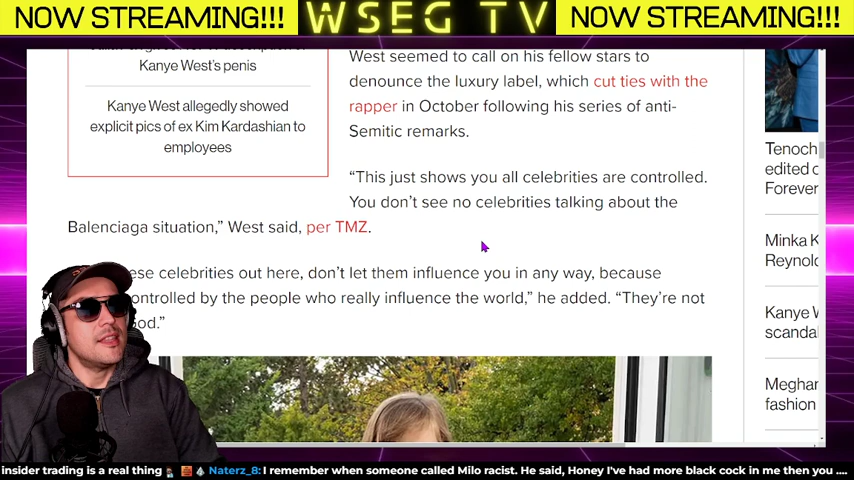 NOW STREAMING!!! WSEG TV NOW STREAMING!!!
Kanye West's penis
Kanye West allegedly showed
explicit pics of ex Kim Kardashian to
employees
West seemed to call on his fellow stars to
denounce the luxury label, which cut ties with the
rapper in October following his series of anti-
Semitic remarks.
“This just shows you all celebrities are controlled.
You don't see no celebrities talking about the
Balenciaga situation,” West said, per TMZ.
ese celebrities out here, don't let them influence you in any way, because
ontrolled by the people who really influence the world,” he added. “They're not
God.”
Tenoch
edited o
Forever
Minka K
Reynolo
Kanye W
scanda
Meghar
fashion
insider trading is a real thing Naterz_8: I remember when someone called Milo racist. He said, Honey I've had more black cock in me then you ....